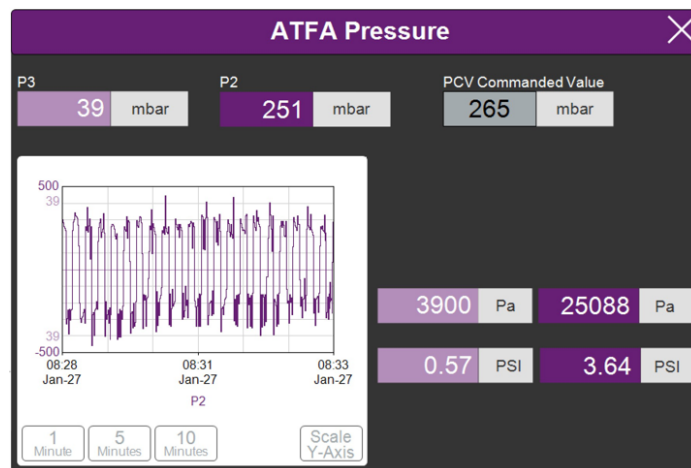 ATFA Pressure
P3
39 mbar
P2
251 mbar
PCV Commanded Value
265 mbar
500
39
39
-500
08:28
Jan-27
08:31
Jan-27
08:33
Jan-27
P2
1
Minute
5
Minutes
10
Minutes
Scale
Y-Axis
3900 Pa
25088 Pa
0.57 PSI
3.64 PSI